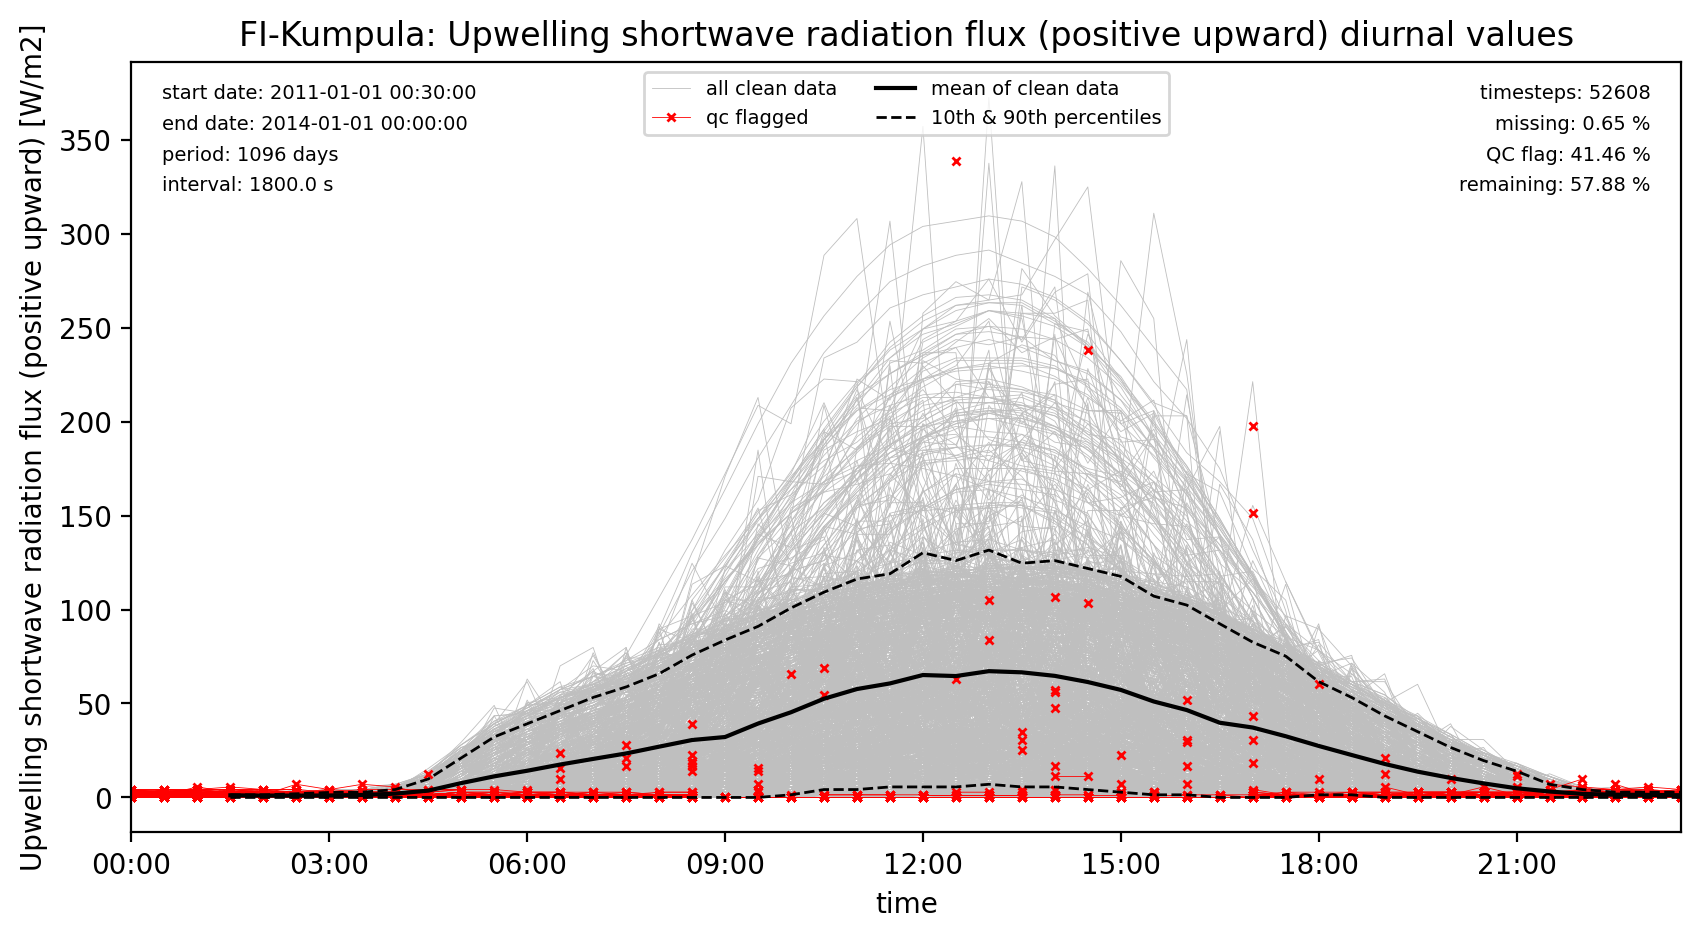 FI-Kumpula: Upwelling shortwave radiation flux (positive upward) diurnal values
start date: 2011-01-01 00:30:00
end date: 2014-01-01 00:00:00
period: 1096 days
interval: 1800.0 s
all clean data
qc flagged
mean of clean data
10th & 90th percentiles
timesteps: 52608
missing: 0.65 %
QC flag: 41.46 %
remaining: 57.88 %
Upwelling shortwave radiation flux (positive upward) [W/m2]
350
300
250
200
150
100
50
0
00:00
03:00
06:00
09:00
12:00
15:00
18:00
21:00
time